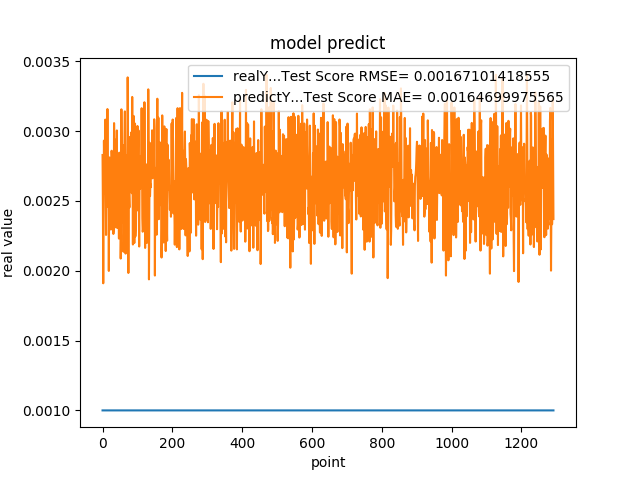 model predict
realY...Test Score RMSE= 0.00167101418555
predictY...Test Score MAE= 0.00164699975565
0.0035
0.0030
0.0025
0.0020
0.0015
0.0010
real value
0 200 400 600 800 1000 1200
point